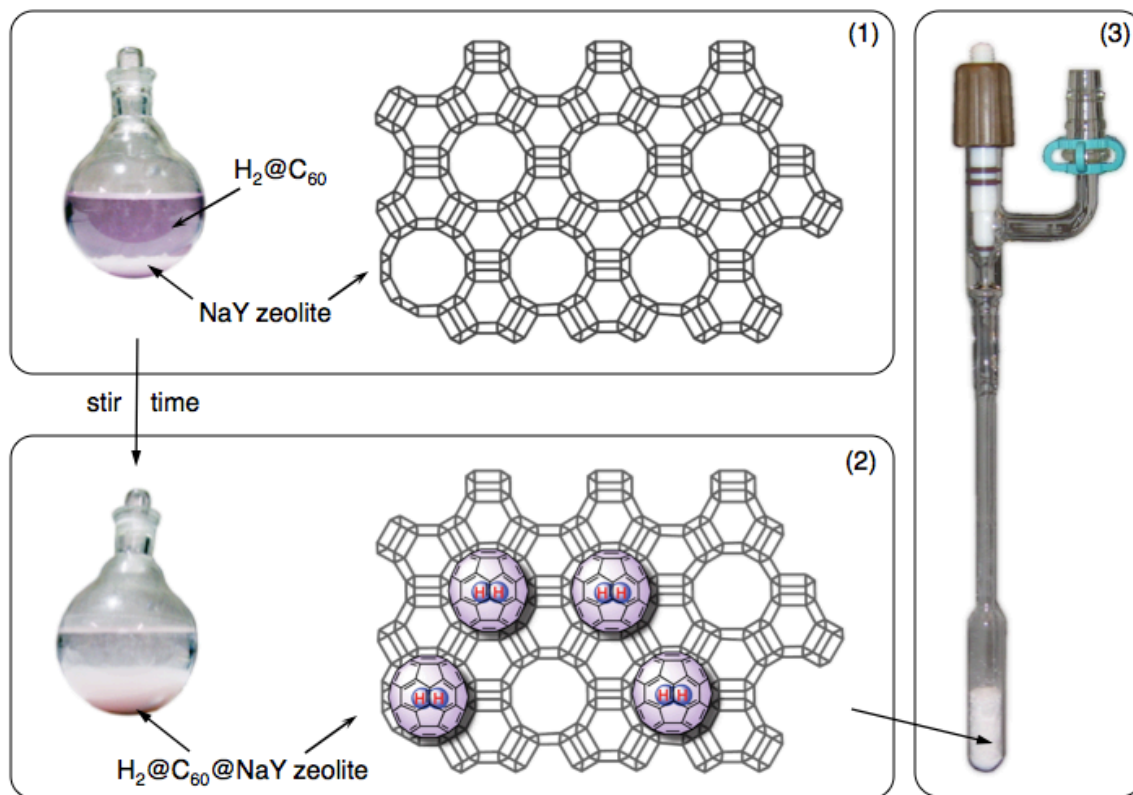 (1)
H₂@C₆₀
NaY zeolite
stir time
(2)
H H
H H
H H
H H
H₂@C₆₀@NaY zeolite
(3)